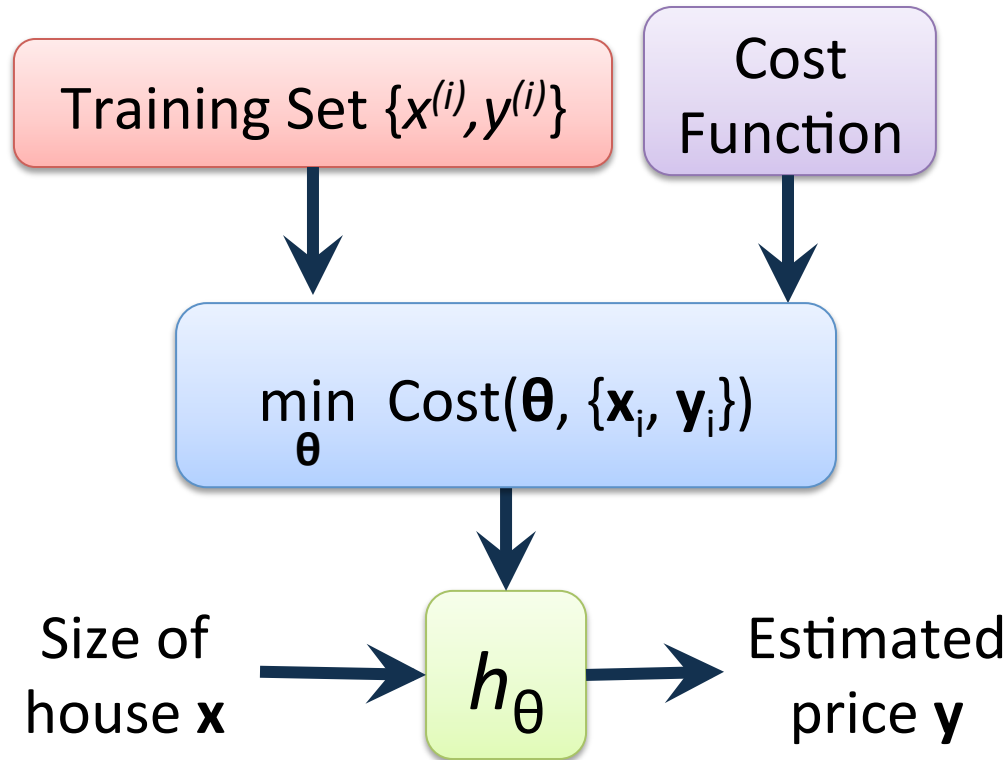 Training Set {x⁽ⁱ⁾,y⁽ⁱ⁾}
Cost
Function
min Cost(θ, {xᵢ, yᵢ})
θ
Size of
house x
hθ
Estimated
price y